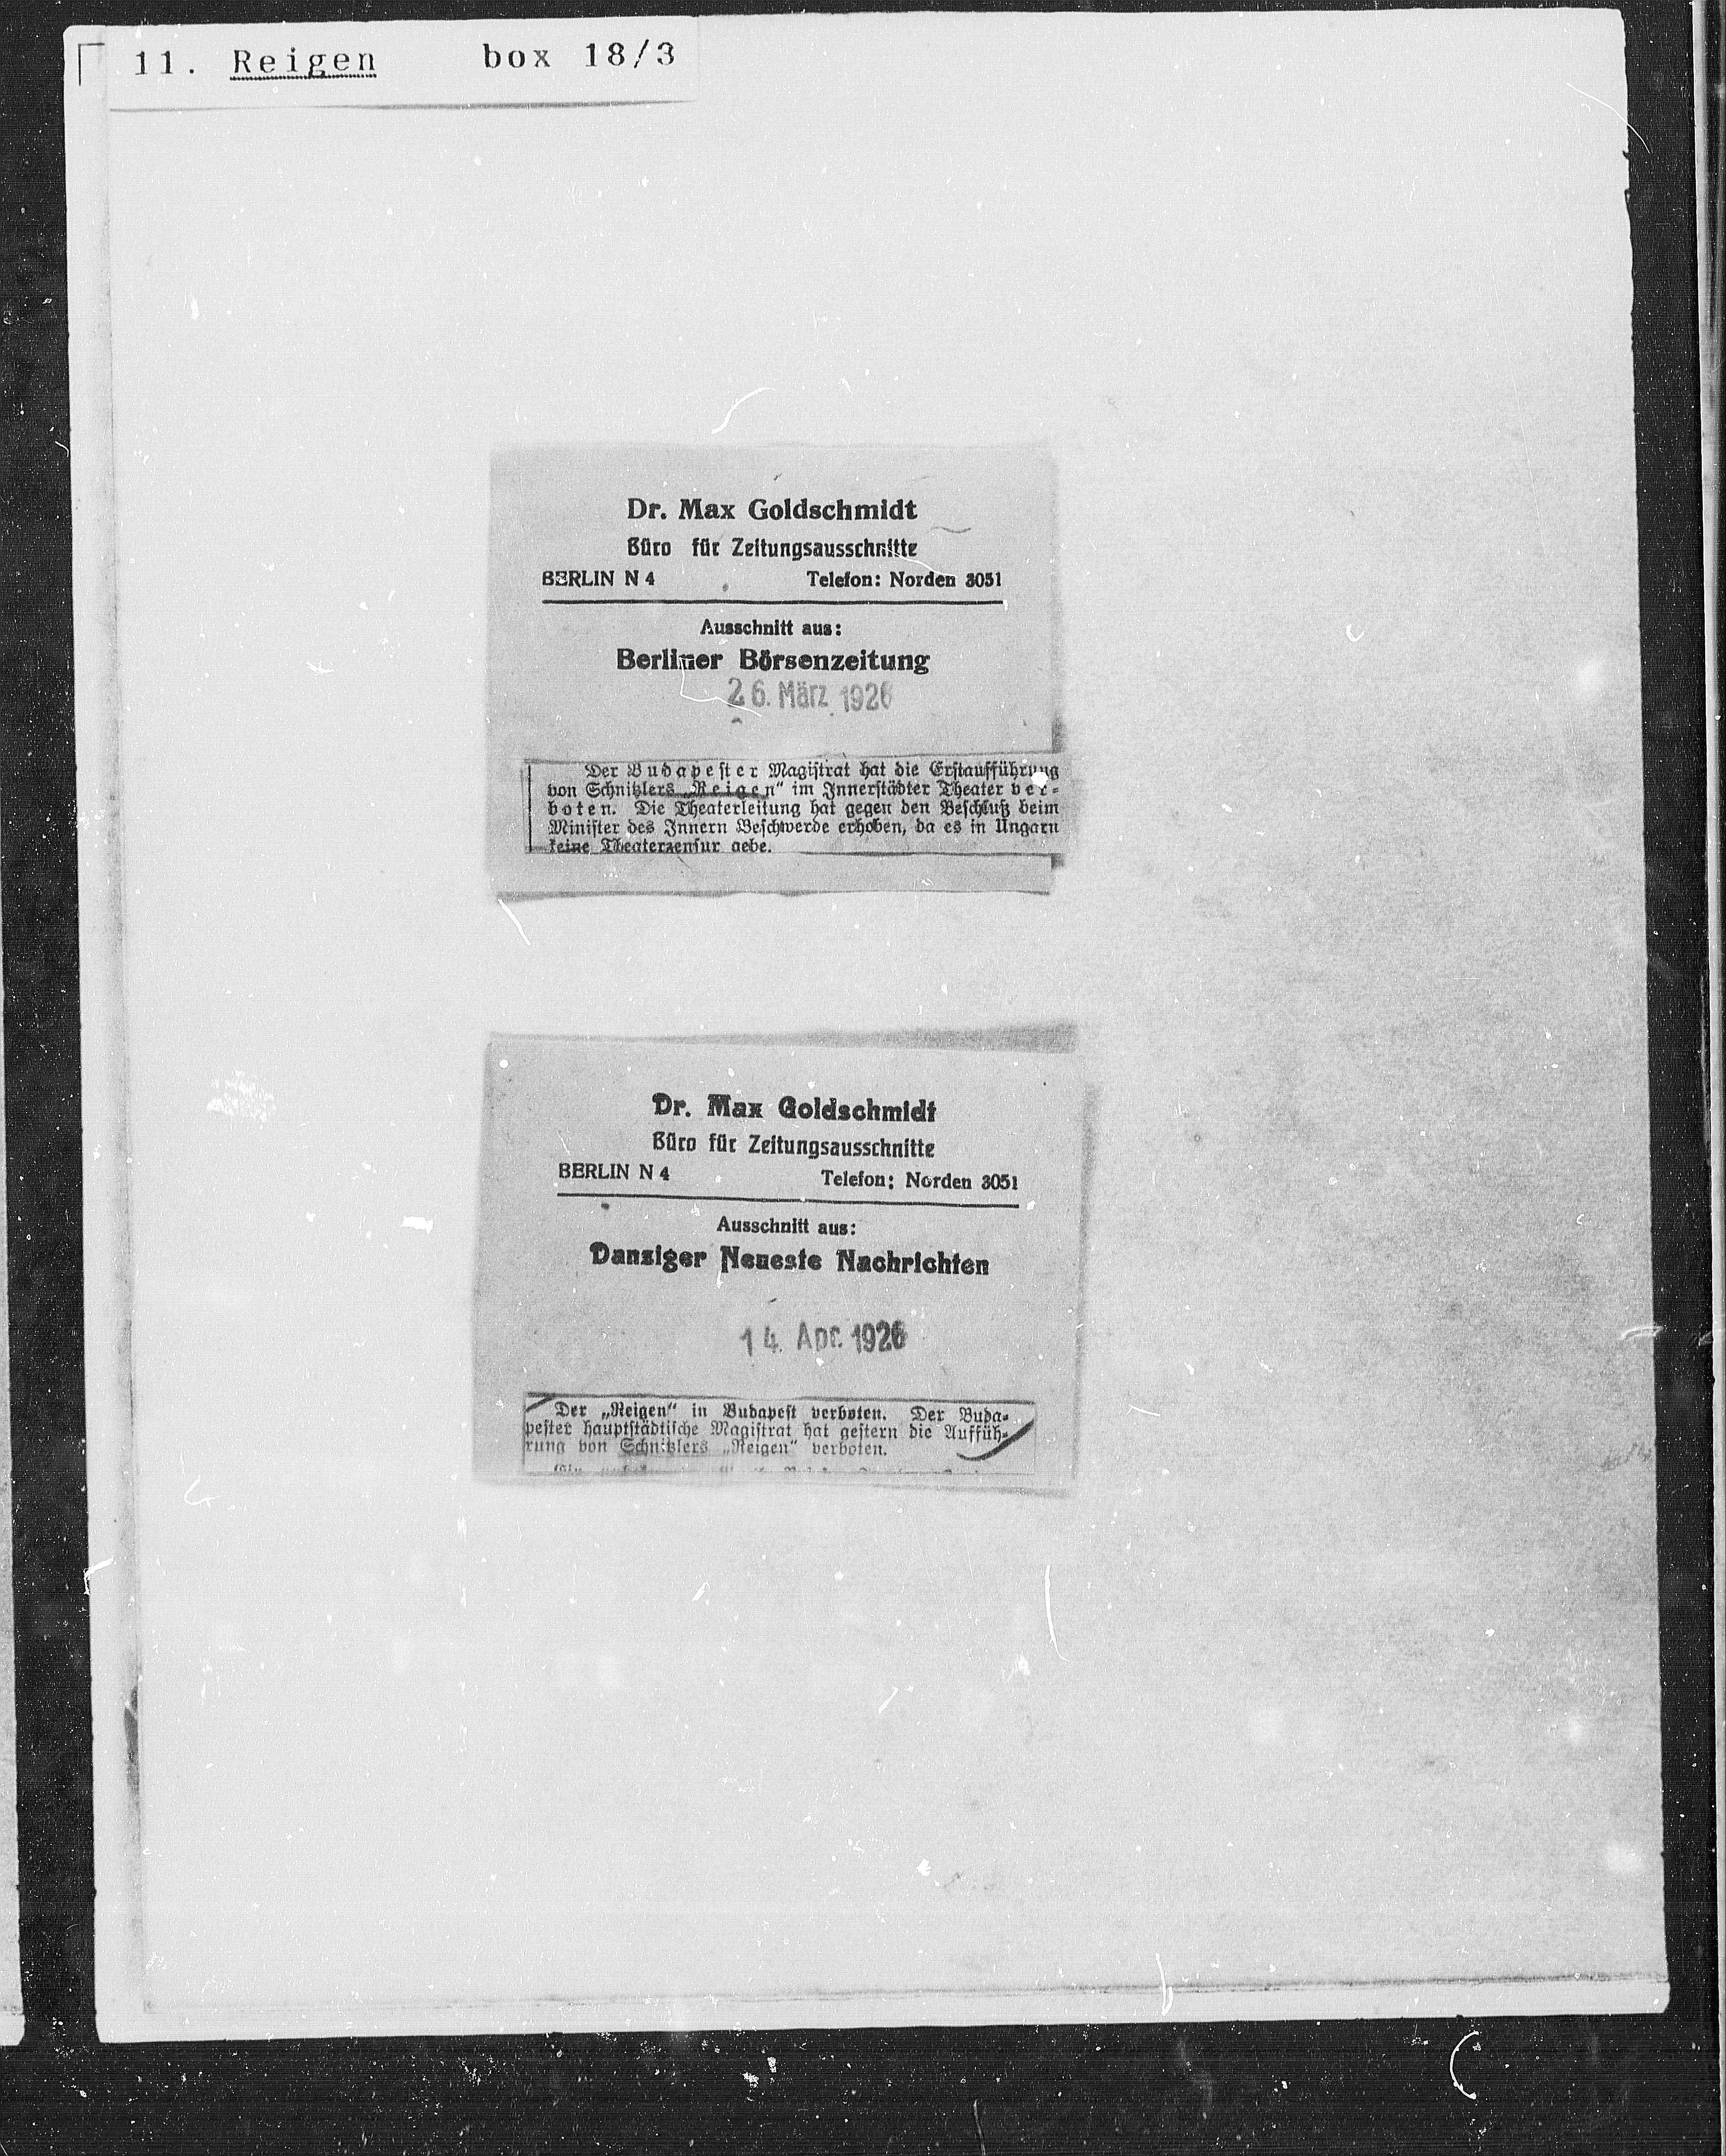 11. Reigen box 18/3
Dr. Max Goldschmidt
Büro für Zeitungsausschnitte
BERLIN N 4 Telefon: Norden 3051
Ausschnitt aus:
Berliner Börsenzeitung
26. März 1926
Der Budapester Magistrat hat die Erstaufführung
von Schnitzlers „Reigen“ im Innerstädter Theater ver-
boten. Die Theaterleitung hat gegen den Beschluß beim
Minister des Innern Beschwerde erhoben, da es in Ungarn
keine Theaterzensur gebe.
Dr. Max Goldschmidt
Büro für Zeitungsausschnitte
BERLIN N 4 Telefon: Norden 3051
Ausschnitt aus:
Danziger Neueste Nachrichten
14. Apr. 1926
Der „Reigen“ in Budapest verboten. Der Buda-
pester hauptstädtische Magistrat hat gestern die Auffüh-
rung von Schnitzlers „Reigen“ verboten.